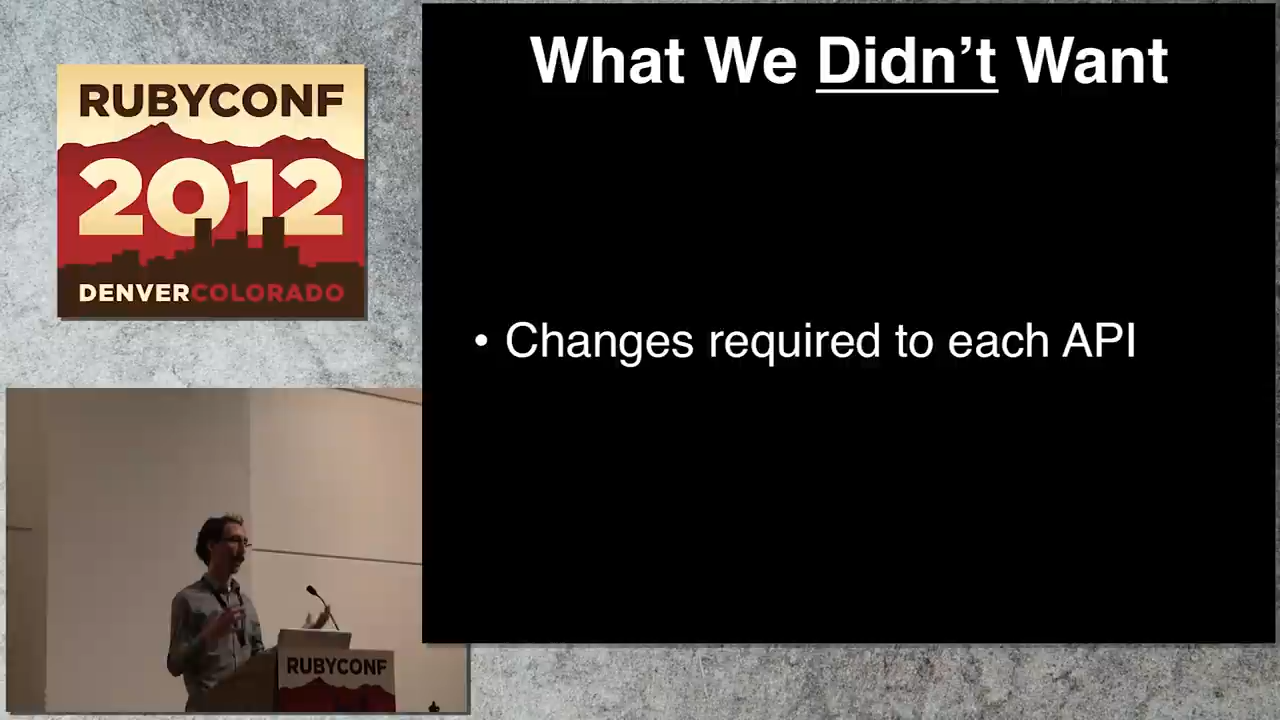 RUBYCONF
2012
DENVERCOLORADO
What We Didn’t Want
• Changes required to each API
RUBYCONF